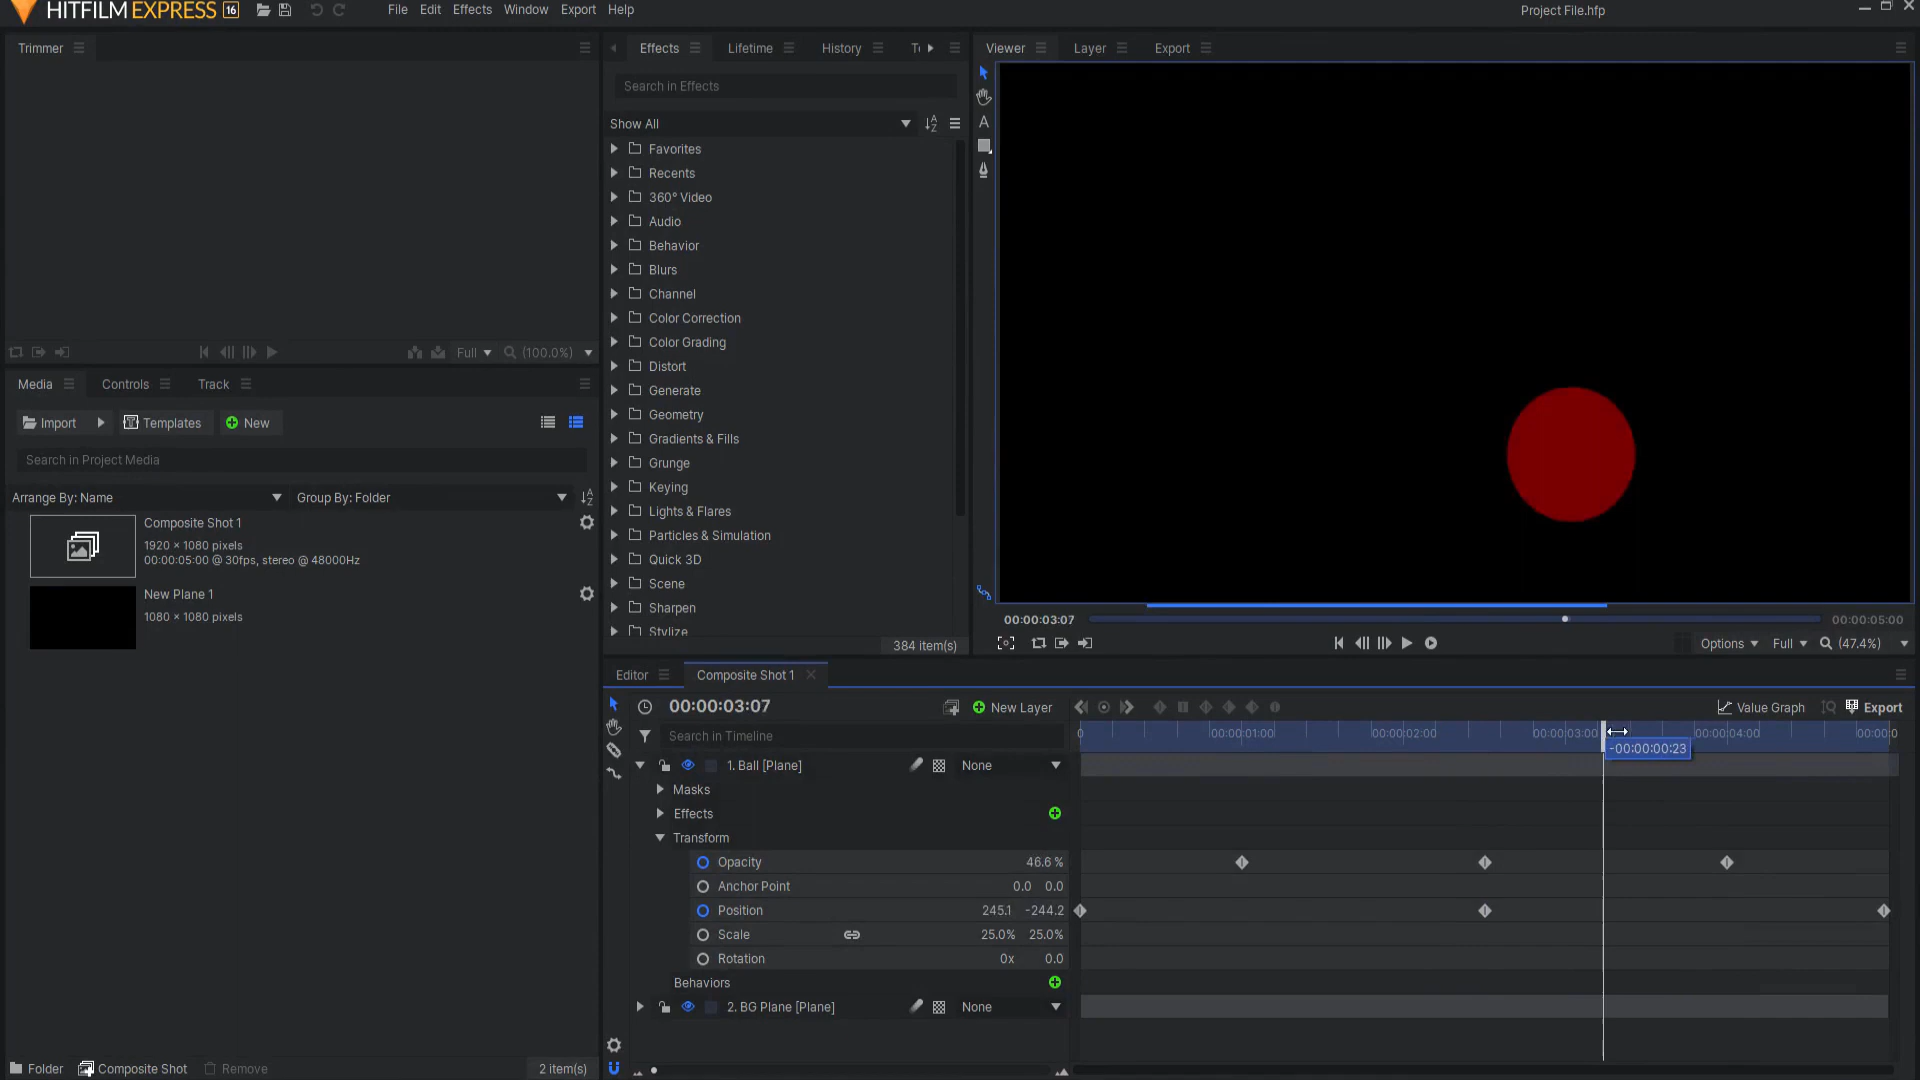 HITFILM EXPRESS 16 File Edit Effects Window Export Help Project File.hfp
Trimmer
Effects Lifetime History
Viewer Layer Export
Search in Effects
Show All
Favorites
Recents
360° Video
Audio
Behavior
Blurs
Channel
Color Correction
Color Grading
Distort
Generate
Geometry
Gradients & Fills
Grunge
Keying
Lights & Flares
Particles & Simulation
Quick 3D
Scene
Sharpen
Stylize
384 item(s)
Full (100.0%)
Media Controls Track
Import Templates New
Search in Project Media
Arrange By: Name Group By: Folder
Composite Shot 1
1920 × 1080 pixels
00:00:05:00 @ 30fps, stereo @ 48000Hz
New Plane 1
1080 × 1080 pixels
Folder Composite Shot Remove 2 item(s)
00:00:03:07 00:00:05:00
Options Full (47.4%)
Editor Composite Shot 1
00:00:03:07 New Layer Value Graph Export
Search in Timeline
0 00:00:01:00 00:00:02:00 00:00:03:00 00:00:04:00 00:00:0
-00:00:00:23
1. Ball [Plane] None
Masks
Effects
Transform
Opacity 46.6 %
Anchor Point 0.0 0.0
Position 245.1 -244.2
Scale 25.0% 25.0%
Rotation 0x 0.0
Behaviors
2. BG Plane [Plane] None